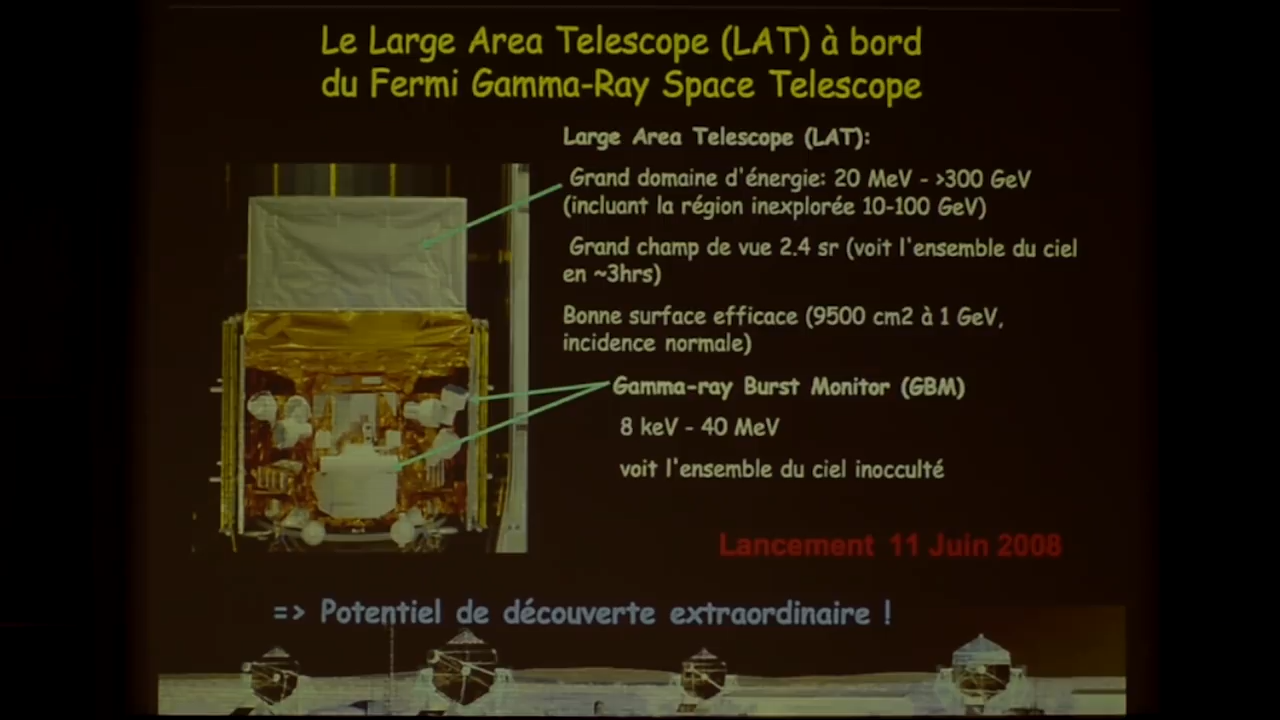 Le Large Area Telescope (LAT) à bord
du Fermi Gamma-Ray Space Telescope
Large Area Telescope (LAT):
Grand domaine d'énergie: 20 MeV - >300 GeV
(incluant la région inexplorée 10-100 GeV)
Grand champ de vue 2.4 sr (voit l'ensemble du ciel
en ~3hrs)
Bonne surface efficace (9500 cm2 à 1 GeV,
incidence normale)
Gamma-ray Burst Monitor (GBM)
8 keV - 40 MeV
voit l'ensemble du ciel inocculté
Lancement 11 Juin 2008
=> Potentiel de découverte extraordinaire !